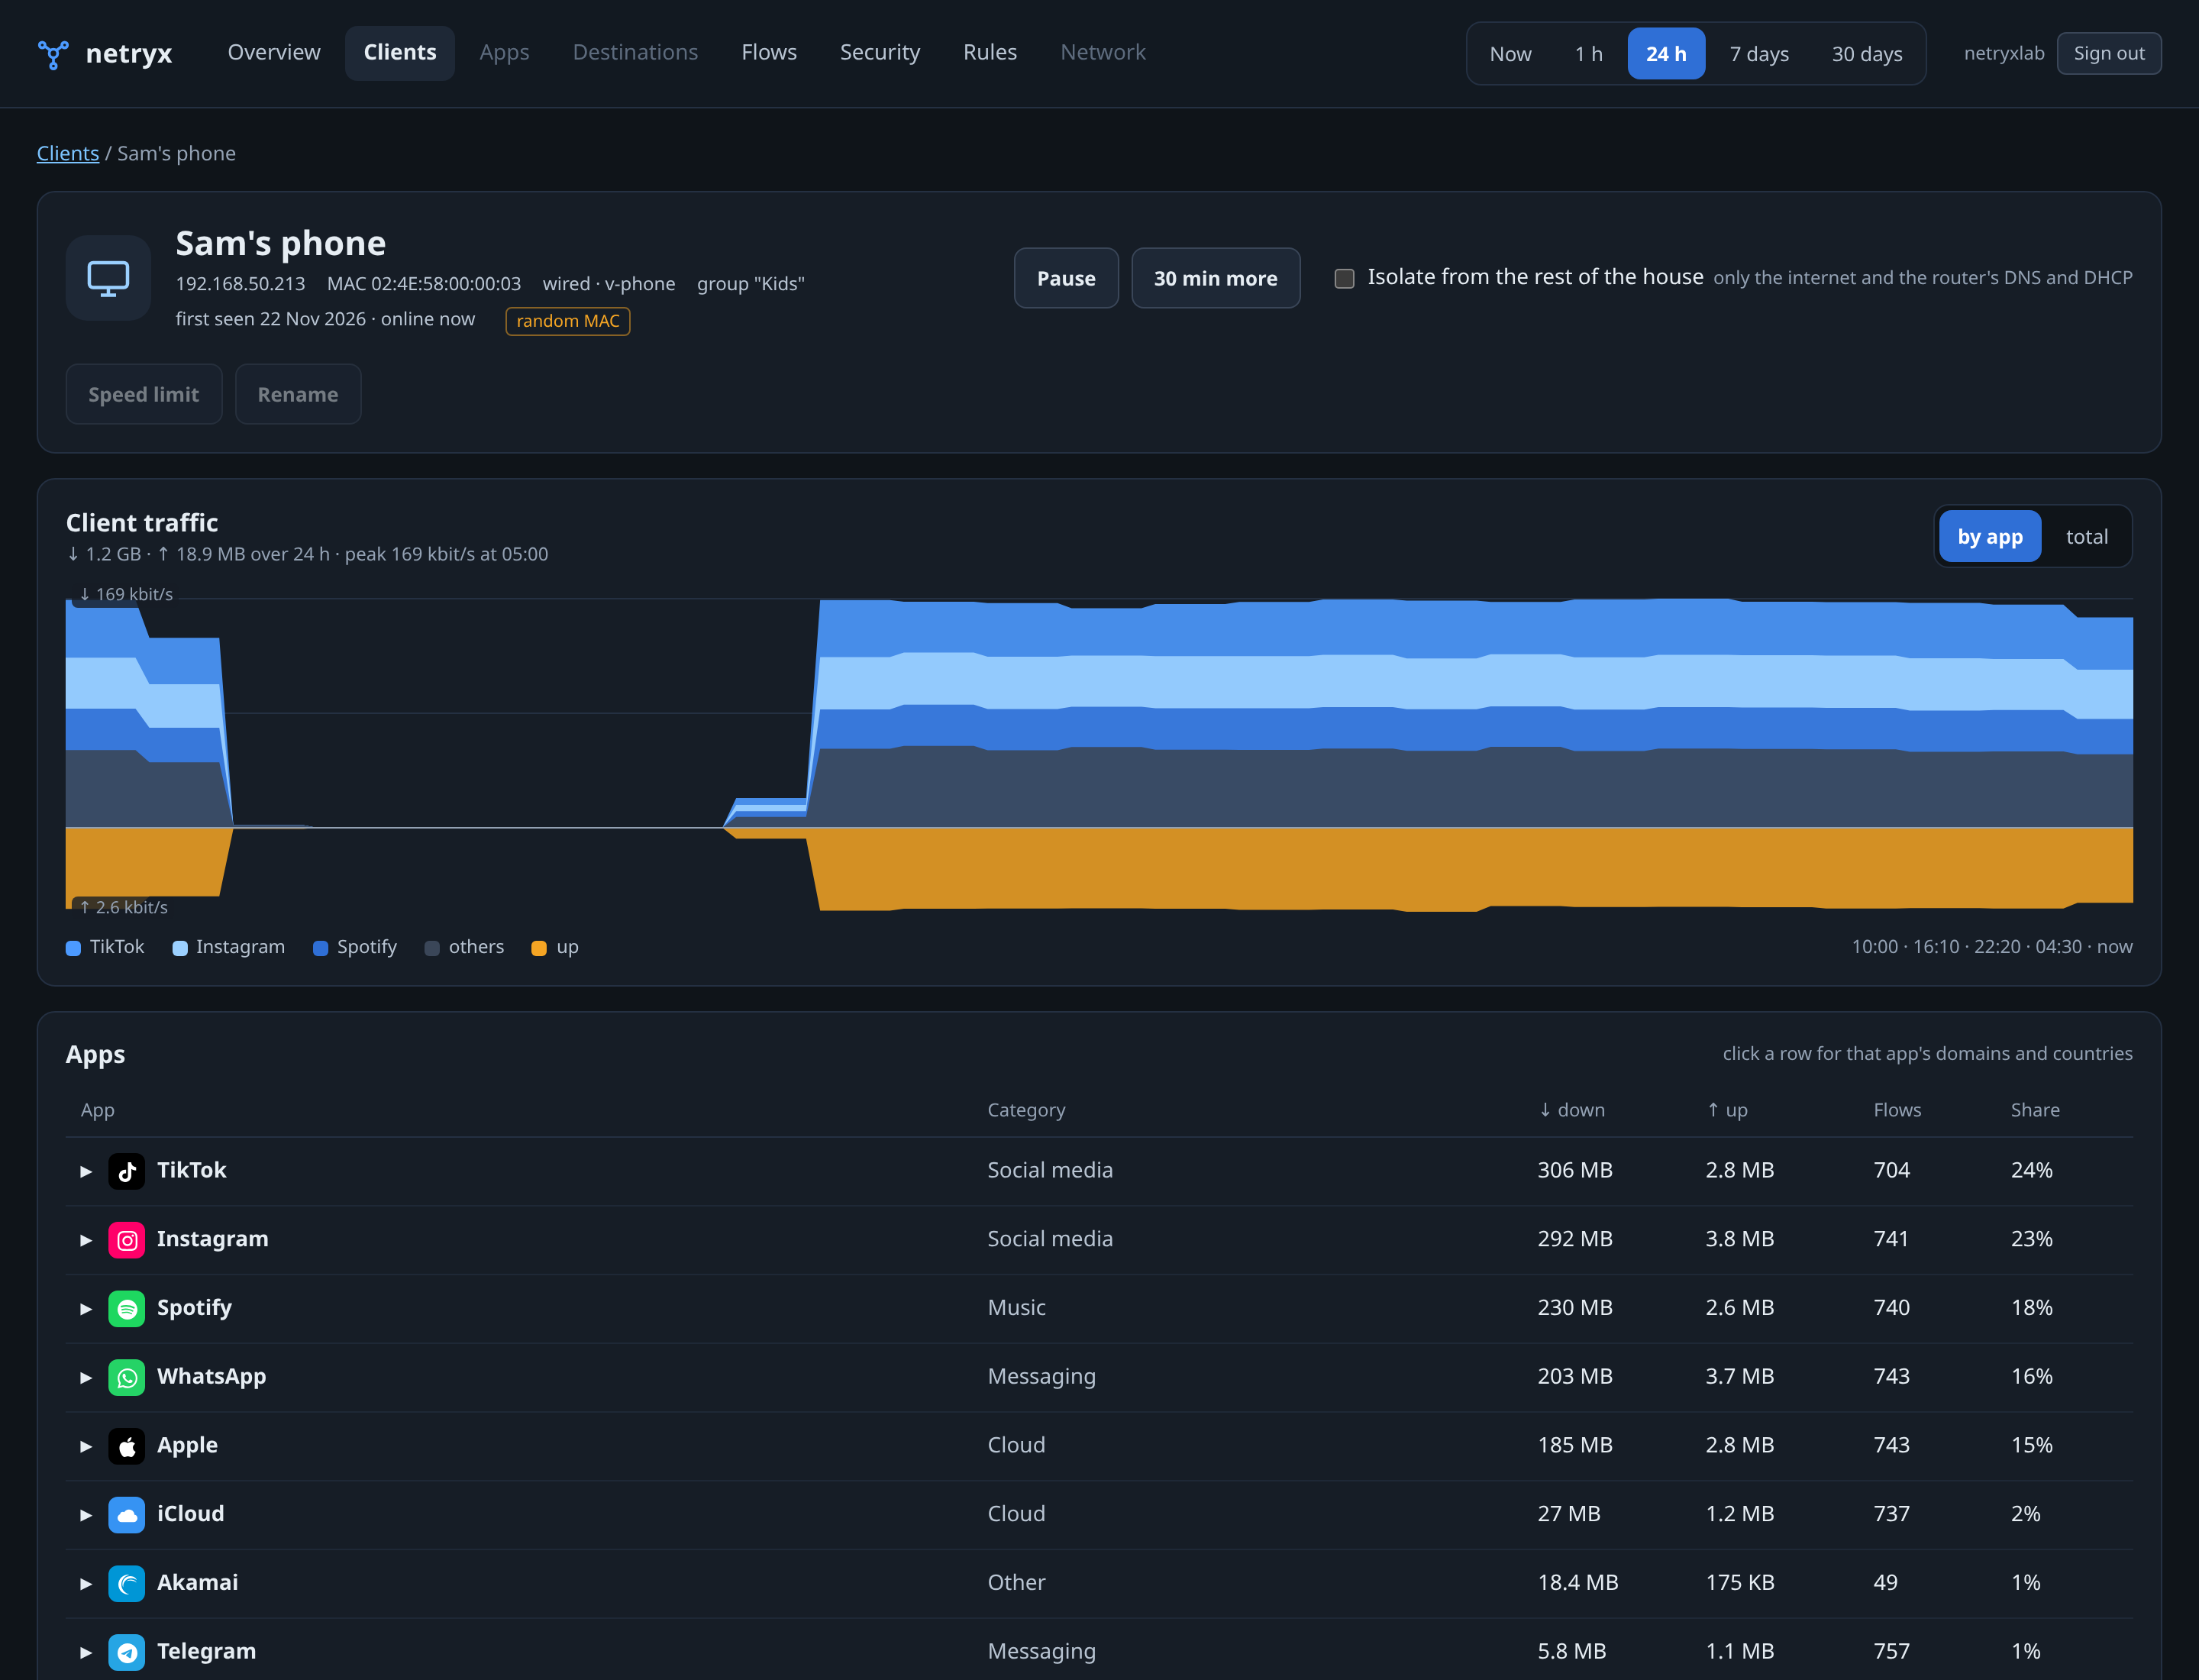 netryx Overview Clients Apps Destinations Flows Security Rules Network Now 1 h 24 h 7 days 30 days netryxlab Sign out
Clients / Sam's phone
Sam's phone
192.168.50.213 MAC 02:4E:58:00:00:03 wired · v-phone group "Kids"
first seen 22 Nov 2026 · online now random MAC
Pause 30 min more Isolate from the rest of the house only the internet and the router's DNS and DHCP
Speed limit Rename
Client traffic
↓ 1.2 GB · ↑ 18.9 MB over 24 h · peak 169 kbit/s at 05:00
by app total
↓ 169 kbit/s
↑ 2.6 kbit/s
TikTok Instagram Spotify others up 10:00 · 16:10 · 22:20 · 04:30 · now
Apps click a row for that app's domains and countries
App Category ↓ down ↑ up Flows Share
▶ TikTok Social media 306 MB 2.8 MB 704 24%
▶ Instagram Social media 292 MB 3.8 MB 741 23%
▶ Spotify Music 230 MB 2.6 MB 740 18%
▶ WhatsApp Messaging 203 MB 3.7 MB 743 16%
▶ Apple Cloud 185 MB 2.8 MB 743 15%
▶ iCloud Cloud 27 MB 1.2 MB 737 2%
▶ Akamai Other 18.4 MB 175 KB 49 1%
▶ Telegram Messaging 5.8 MB 1.1 MB 757 1%